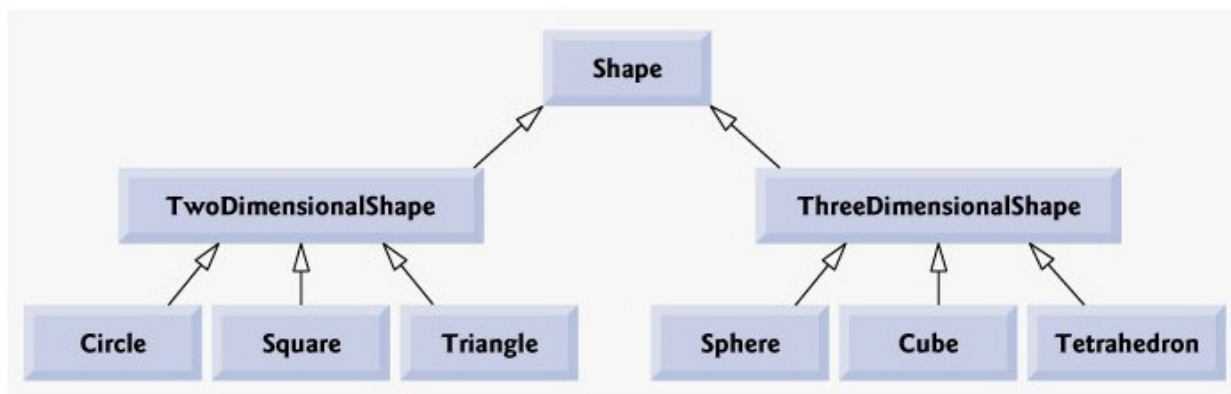 Shape
TwoDimensionalShape
ThreeDimensionalShape
Circle
Square
Triangle
Sphere
Cube
Tetrahedron